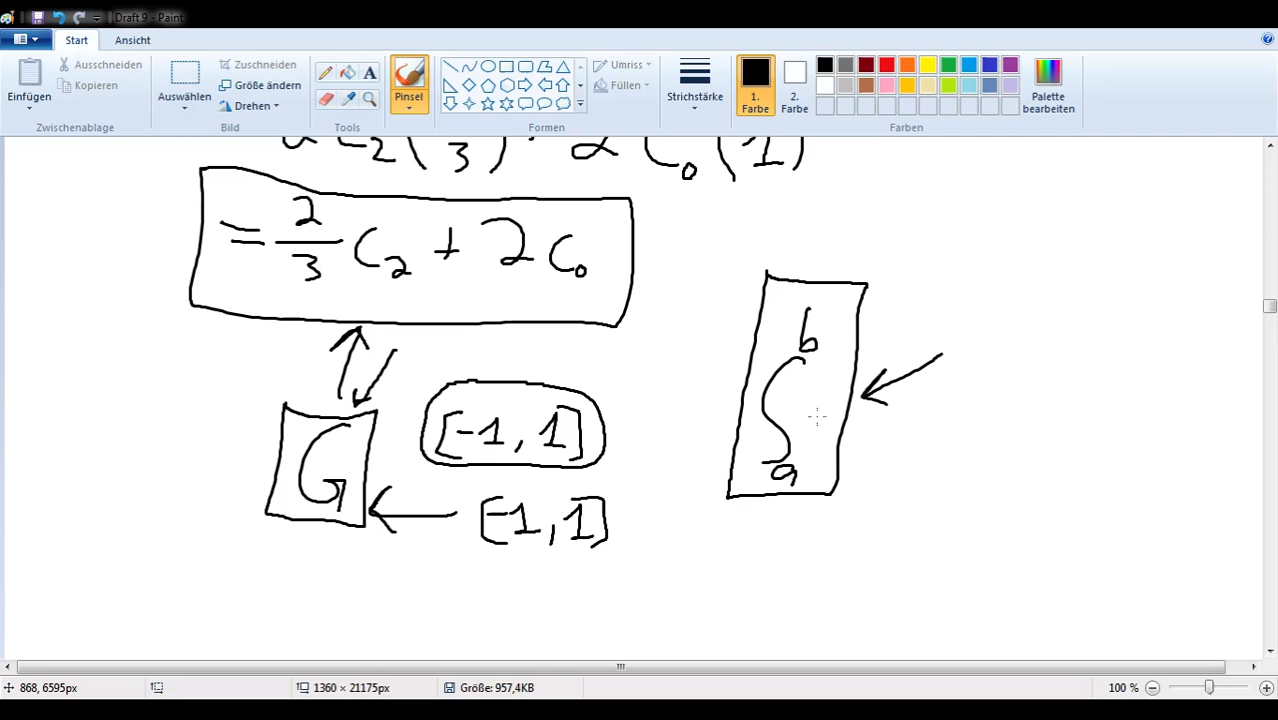 Draft 9 - Paint
Start Ansicht
Einfügen
Ausschneiden
Kopieren
Zwischenablage
Auswählen
Zuschneiden
Größe ändern
Drehen
Bild
A
Tools
Pinsel
Formen
Umriss
Füllen
Strichstärke
1. Farbe
2. Farbe
Palette bearbeiten
Farben
= 2/3 C₂ + 2 C₀
G
[-1, 1]
[-1, 1]
b
∫
a
868, 6595px
1360 × 21175px
Größe: 957,4KB
100 %